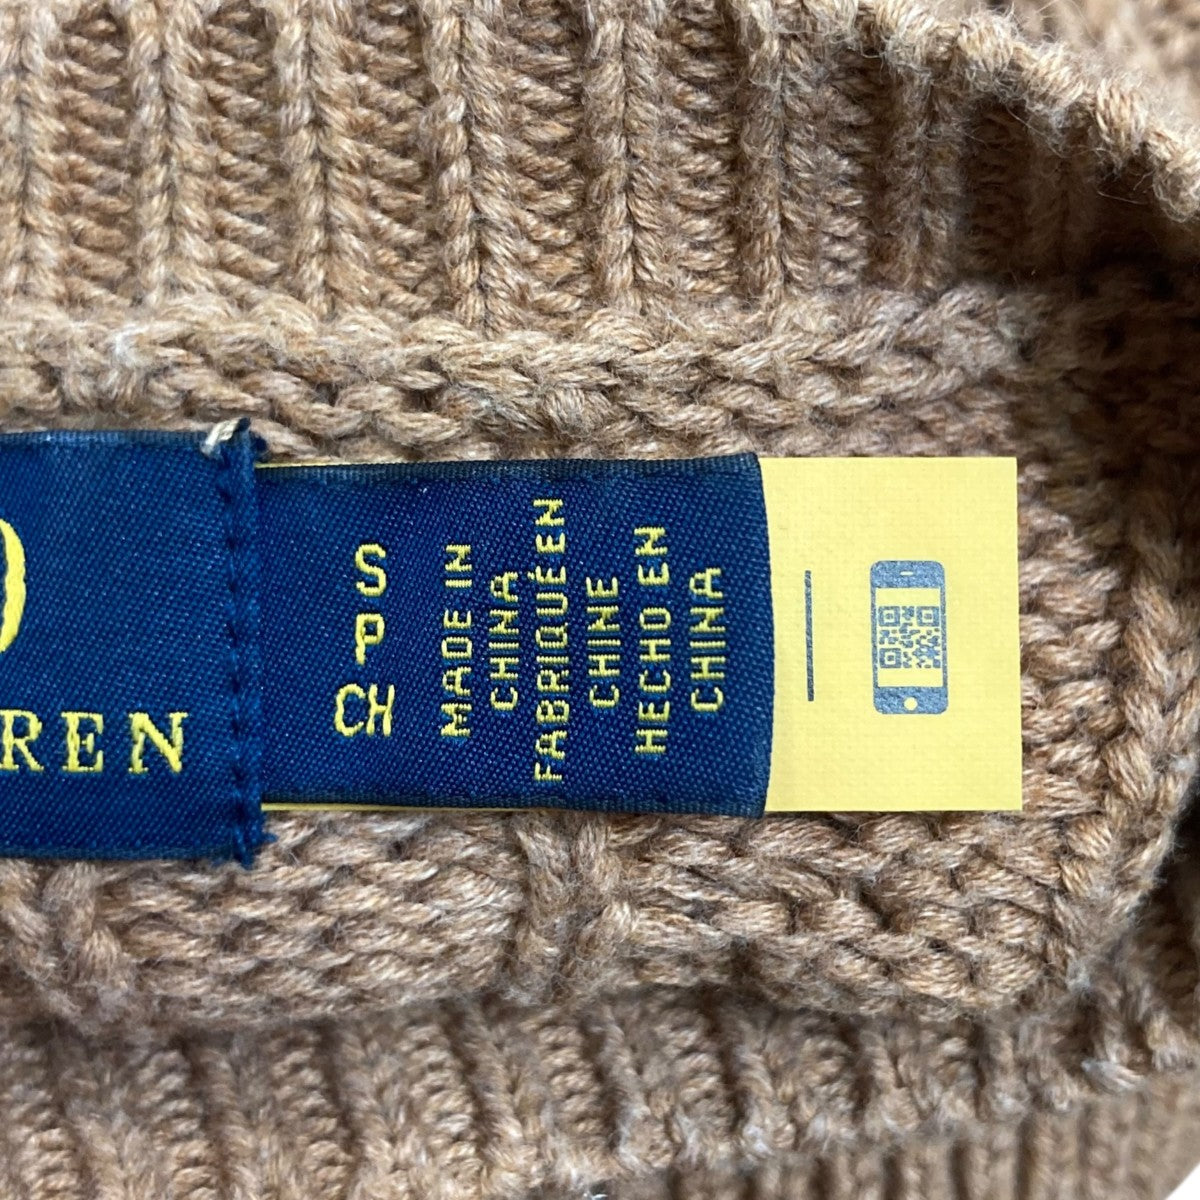 REN
S
P
CH
MADE IN
CHINA
FABRIQUÉ EN
CHINE
HECHO EN
CHINA